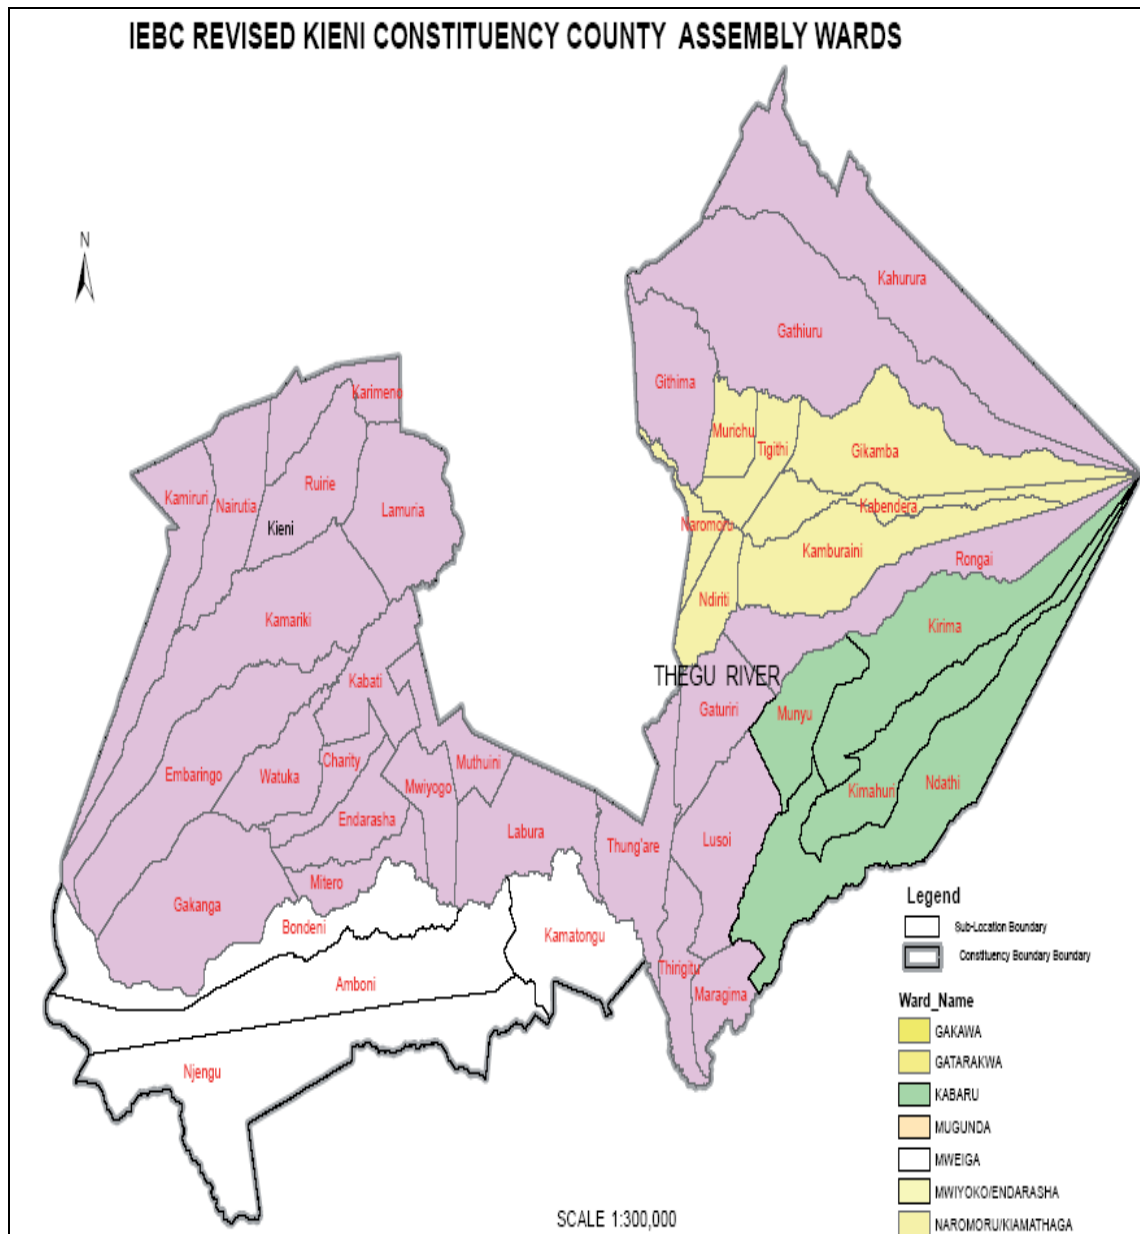 IEBC REVISED KIENI CONSTITUENCY COUNTY ASSEMBLY WARDS
N
Kahurura
Gathiuru
Githima
Karimeno
Murichu
Tigithi
Gikamba
Kamiruri
Nairutia
Ruirie
Lamuria
Kieni
Naromoru
Kabendera
Kamburaini
Rongai
Ndiriti
Kamariki
Kirima
THEGU RIVER
Kabati
Gaturiri
Munyu
Embaringo
Watuka
Charity
Mwiyogo
Muthuini
Kimahuri
Ndathi
Endarasha
Labura
Thung'are
Lusoi
Mitero
Gakanga
Bondeni
Kamatongu
Amboni
Thirigitu
Maragima
Njengu
Legend
Sub-Location Boundary
Constituency Boundary Boundary
Ward_Name
GAKAWA
GATARAKWA
KABARU
MUGUNDA
MWEIGA
MWIYOKO/ENDARASHA
NAROMORU/KIAMATHAGA
SCALE 1:300,000